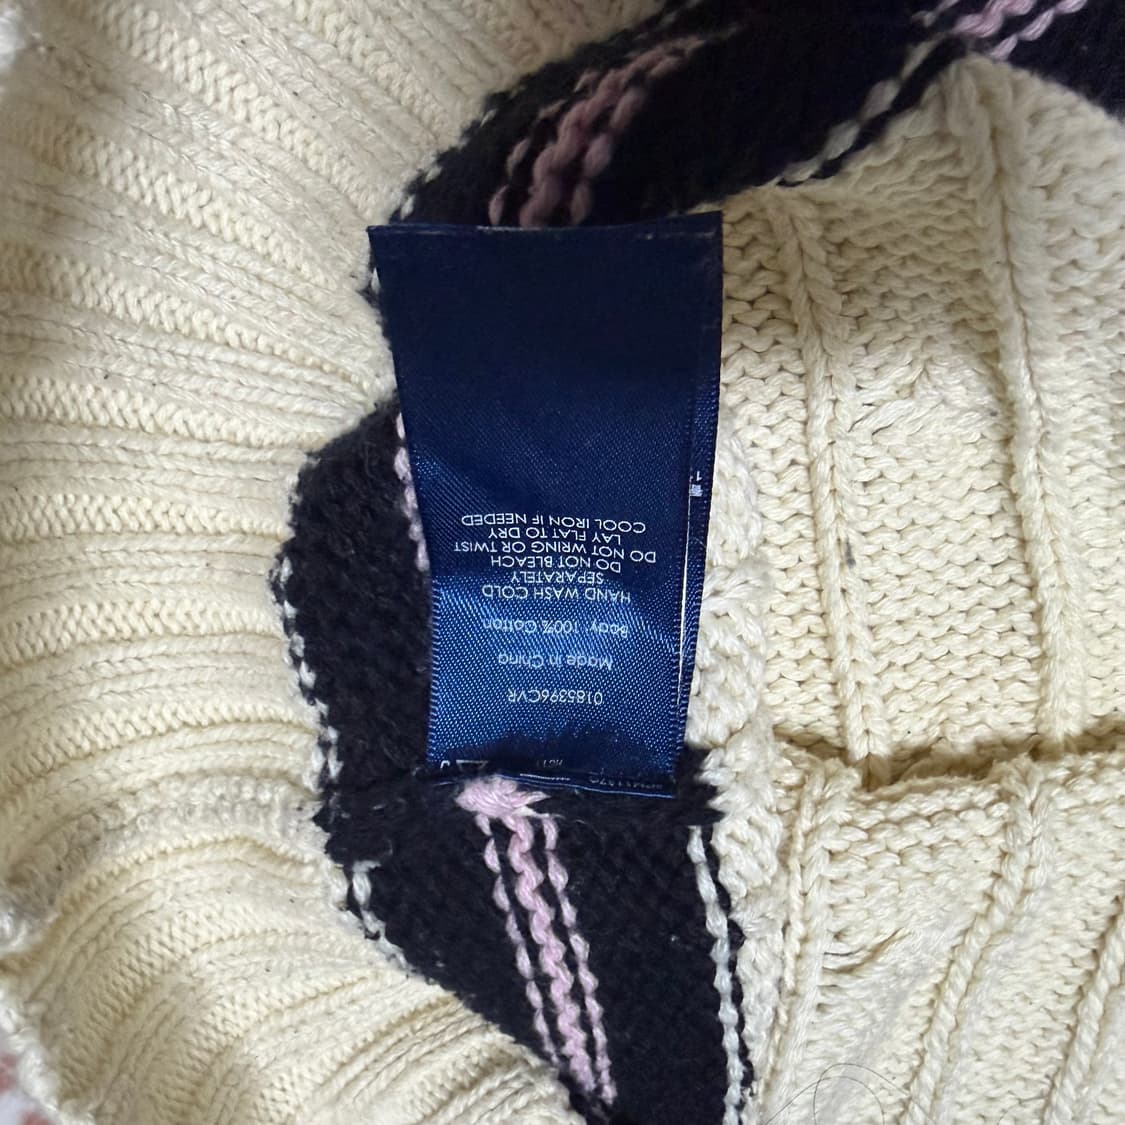 0185396CVR
Made in China
Body 100% Cotton
HAND WASH COLD
SEPARATELY
DO NOT BLEACH
DO NOT WRING OR TWIST
LAY FLAT TO DRY
COOL IRON IF NEEDED